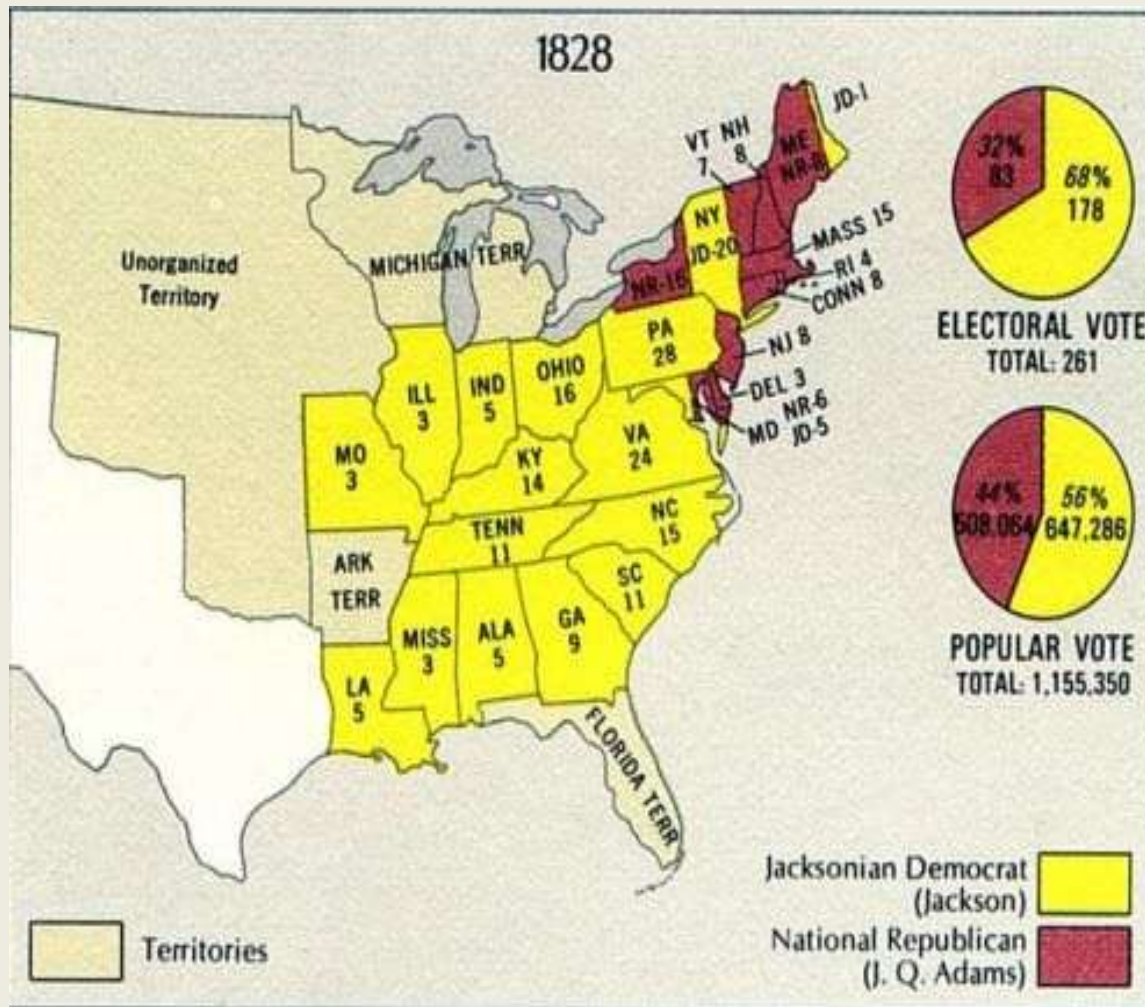 1828
JD-1
VT
7
NH
8
ME
NR-8
NY
JD-20
NR-16
MASS 15
RI 4
CONN 8
32%
83
68%
178
ELECTORAL VOTE
TOTAL: 261
Unorganized
Territory
MICHIGAN TERR
PA
28
NJ 8
DEL 3
MD NR-6
JD-5
ILL
3
IND
5
OHIO
16
MO
3
KY
14
VA
24
44%
508,064
56%
647,286
POPULAR VOTE
TOTAL: 1,155,350
TENN
11
NC
15
ARK
TERR
SC
11
MISS
3
ALA
5
GA
9
LA
5
FLORIDA TERR
Jacksonian Democrat
(Jackson)
National Republican
(J. Q. Adams)
Territories